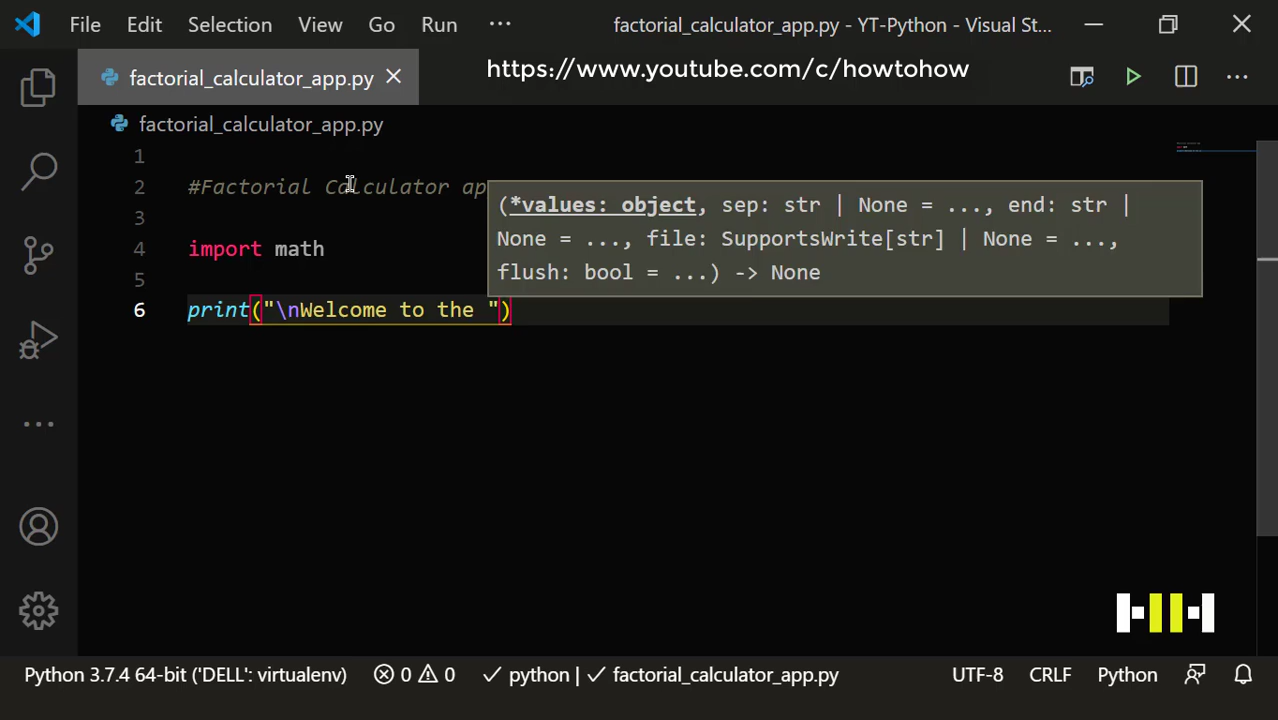 File Edit Selection View Go Run ··· factorial_calculator_app.py - YT-Python - Visual St...
factorial_calculator_app.py https://www.youtube.com/c/howtohow
factorial_calculator_app.py
1
2 #Factorial Calculator ap
(*values: object, sep: str | None = ..., end: str |
3
None = ..., file: SupportsWrite[str] | None = ...,
4 import math
flush: bool = ...) -> None
5
6 print("\nWelcome to the ")
Python 3.7.4 64-bit ('DELL': virtualenv) 0 0 ✓ python | ✓ factorial_calculator_app.py UTF-8 CRLF Python